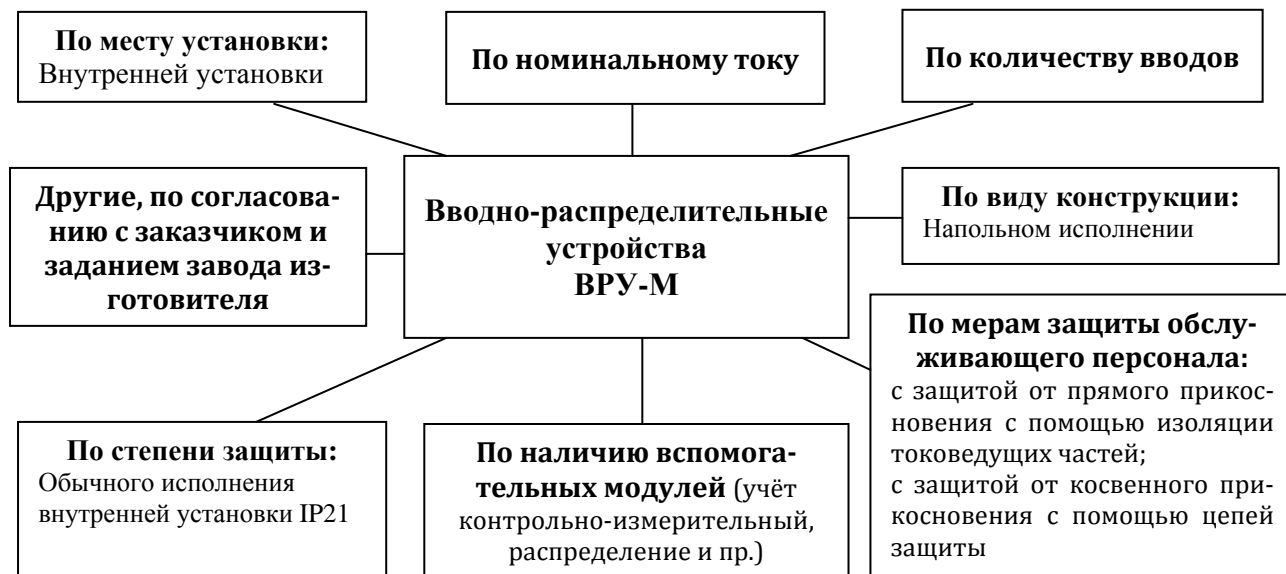 По месту установки:
Внутренней установки
По номинальному току
По количеству вводов
Другие, по согласова-
нию с заказчиком и
заданием завода из-
готовителя
Вводно-распределительные
устройства
ВРУ-М
По виду конструкции:
Напольном исполнении
По степени защиты:
Обычного исполнения
внутренней установки IP21
По наличию вспомога-
тельных модулей (учёт
контрольно-измерительный,
распределение и пр.)
По мерам защиты обслу-
живающего персонала:
с защитой от прямого прикос-
новения с помощью изоляции
токоведущих частей;
с защитой от косвенного при-
косновения с помощью цепей
защиты